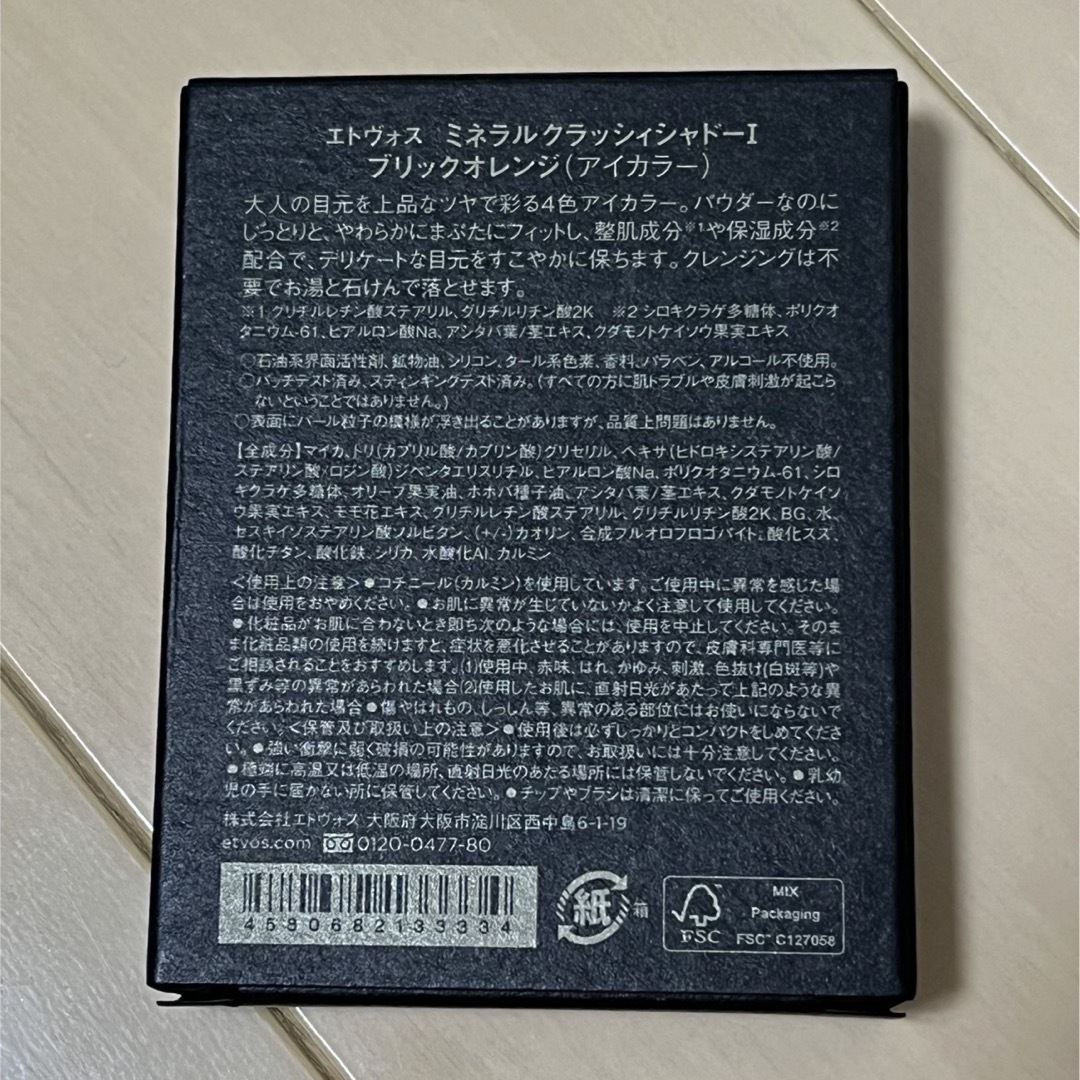 エトヴォス ミネラルクラッシィシャドーI
ブリックオレンジ(アイカラー)
大人の目元を上品なツヤで彩る4色アイカラー。パウダーなのに
しっとりと、やわらかにまぶたにフィットし、整肌成分※1や保湿成分※2
配合で、デリケートな目元をすこやかに保ちます。クレンジングは不
要でお湯と石けんで落とせます。
※1 グリチルレチン酸ステアリル、グリチルリチン酸2K ※2 シロキクラゲ多糖体、ポリクオ
タニウム-61、ヒアルロン酸Na、アシタバ葉/茎エキス、クダモノトケイソウ果実エキス
○石油系界面活性剤、鉱物油、シリコン、タール系色素、香料、パラベン、アルコール不使用。
○パッチテスト済み、スティンギングテスト済み。(すべての方に肌トラブルや皮膚刺激が起こら
ないということではありません。)
○表面にパール粒子の模様が浮き出ることがありますが、品質上問題はありません。
【全成分】マイカ、トリ(カプリル酸/カプリン酸)グリセリル、ヘキサ(ヒドロキシステアリン酸/
ステアリン酸/ロジン酸)ジペンタエリスリチル、ヒアルロン酸Na、ポリクオタニウム-61、シロ
キクラゲ多糖体、オリーブ果実油、ホホバ種子油、アシタバ葉/茎エキス、クダモノトケイソ
ウ果実エキス、モモ花エキス、グリチルレチン酸ステアリル、グリチルリチン酸2K、BG、水、
セスキイソステアリン酸ソルビタン、(+/-)カオリン、合成フルオロフロゴパイト、酸化スズ、
酸化チタン、酸化鉄、シリカ、水酸化Al、カルミン
<使用上の注意>●コチニール(カルミン)を使用しています。ご使用中に異常を感じた場
合は使用をおやめください。●お肌に異常が生じていないかよく注意して使用してください。
●化粧品がお肌に合わないとき即ち次のような場合には、使用を中止してください。そのま
ま化粧品類の使用を続けますと、症状を悪化させることがありますので、皮膚科専門医等に
ご相談されることをおすすめします。(1)使用中、赤味、はれ、かゆみ、刺激、色抜け(白斑等)や
黒ずみ等の異常があらわれた場合(2)使用したお肌に、直射日光があたって上記のような異
常があらわれた場合●傷やはれもの、しっしん等、異常のある部位にはお使いにならないで
ください。<保管及び取扱い上の注意>●使用後は必ずしっかりとコンパクトをしめてくださ
い。●強い衝撃に弱く破損の可能性がありますので、お取扱いには十分注意してください。
●極端に高温又は低温の場所、直射日光のあたる場所には保管しないでください。●乳幼
児の手に届かない所に保管してください。●チップやブラシは清潔に保ってご使用ください。
株式会社エトヴォス 大阪府大阪市淀川区西中島6-1-19
etvos.com 0120-0477-80
4580682133334
紙
箱
FSC
MIX
Packaging
FSC™ C127058